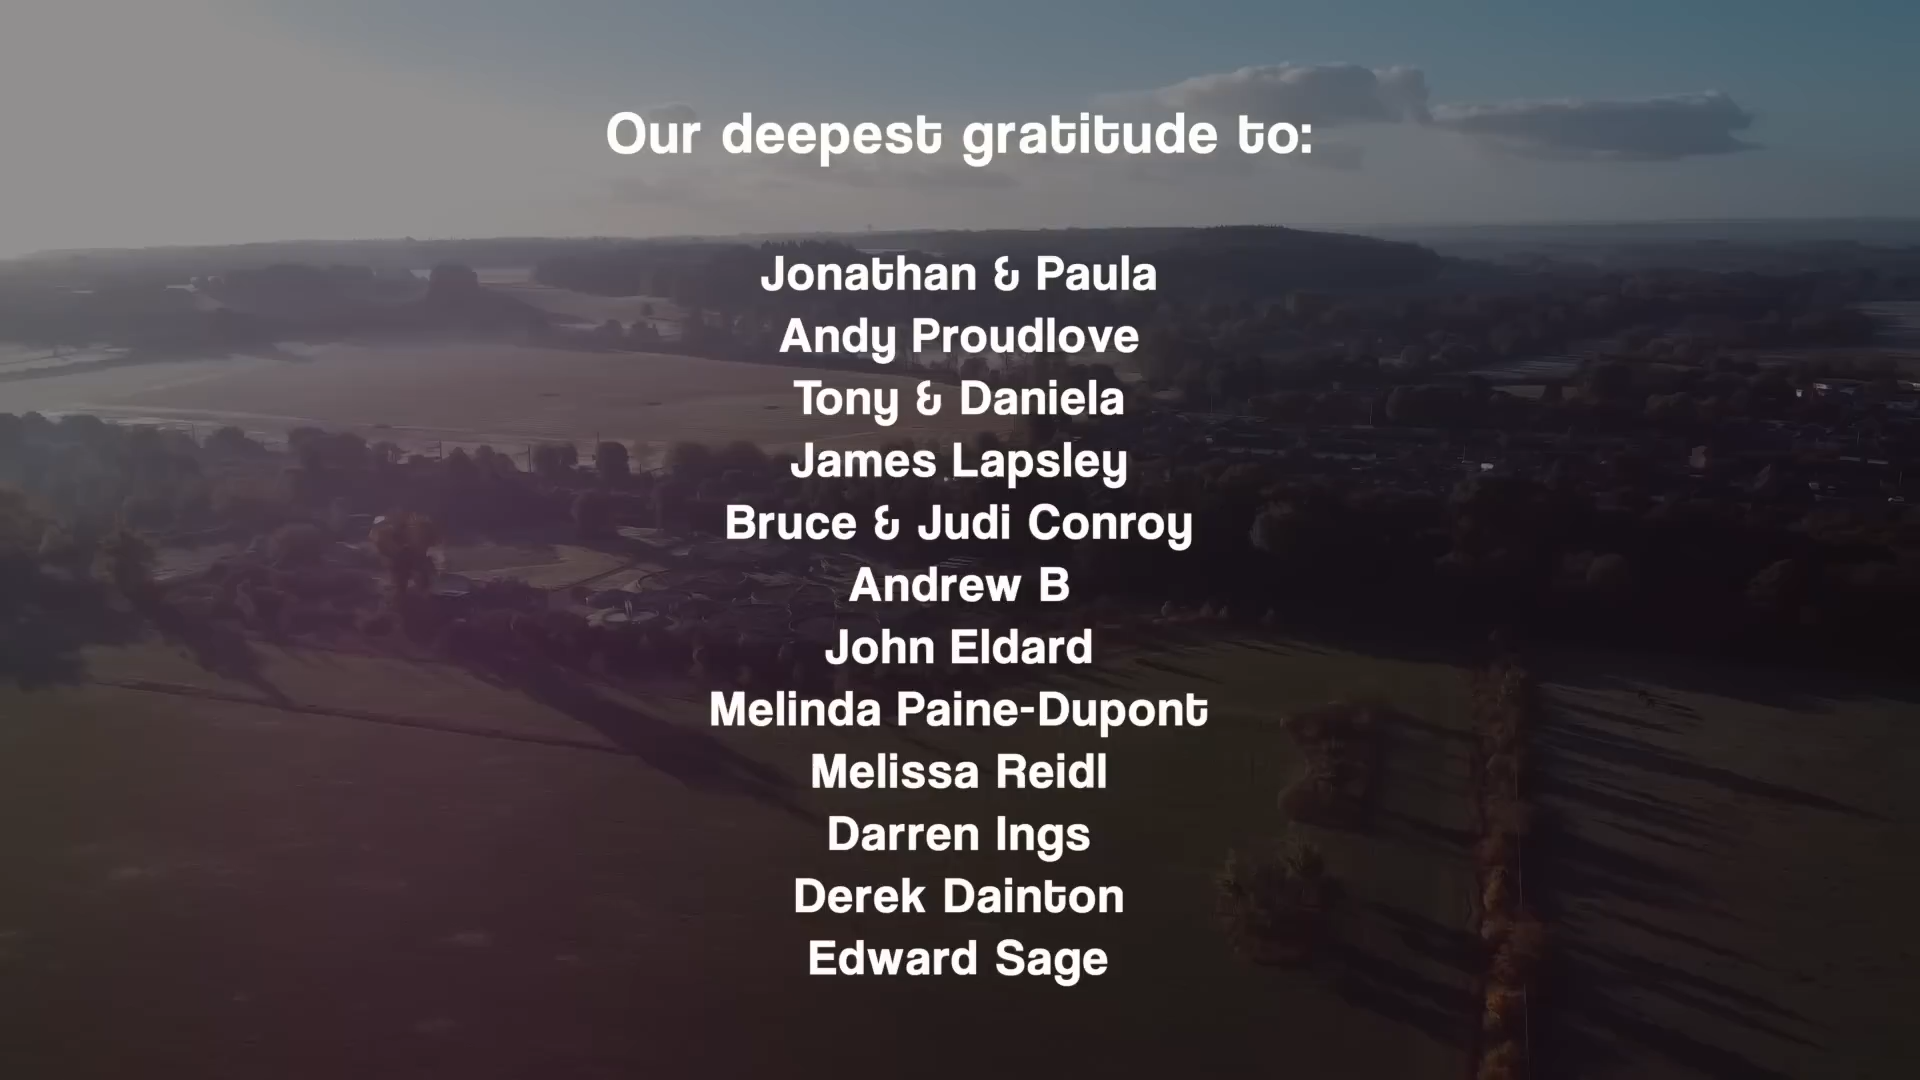 Our deepest gratitude to:
Jonathan & Paula
Andy Proudlove
Tony & Daniela
James Lapsley
Bruce & Judi Conroy
Andrew B
John Eldard
Melinda Paine-Dupont
Melissa Reidl
Darren Ings
Derek Dainton
Edward Sage